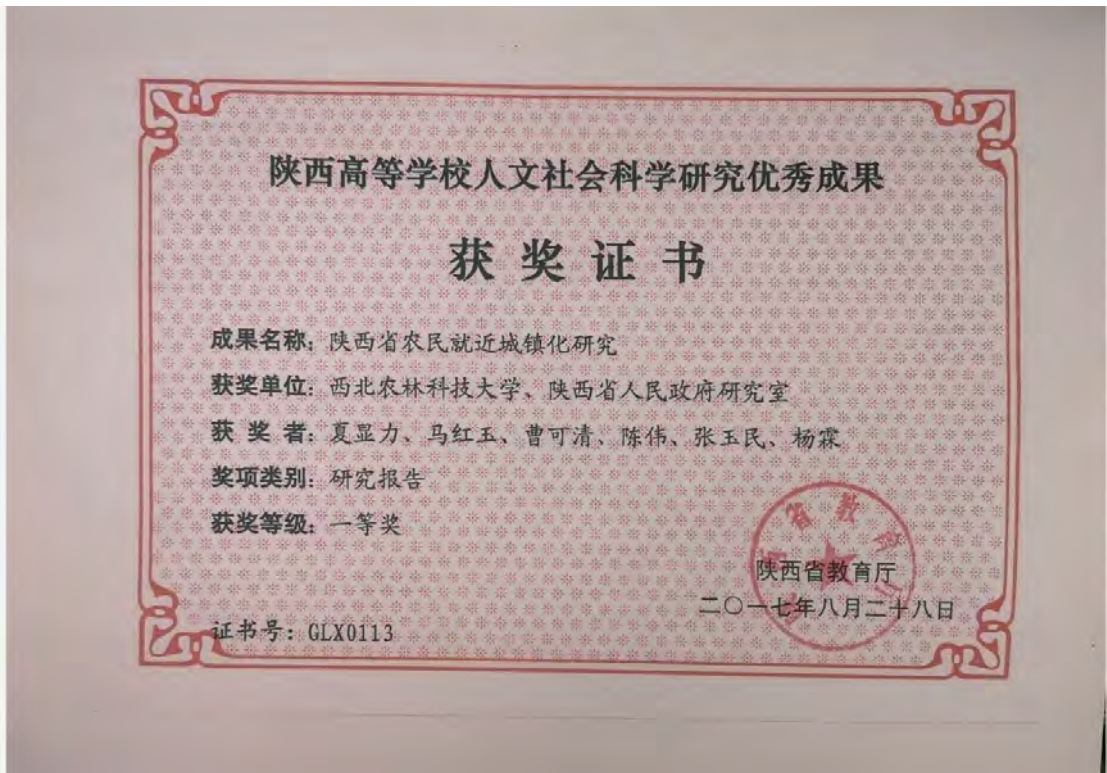 陕西高等学校人文社会科学研究优秀成果
获奖证书
成果名称：陕西省农民就近城镇化研究
获奖单位：西北农林科技大学、陕西省人民政府研究室
获奖者：夏显力、马红玉、曹可清、陈伟、张玉民、杨霖
奖项类别：研究报告
获奖等级：一等奖
陕西省教育厅
陕西省教育厅
二〇一七年八月二十八日
证书号：GLX0113